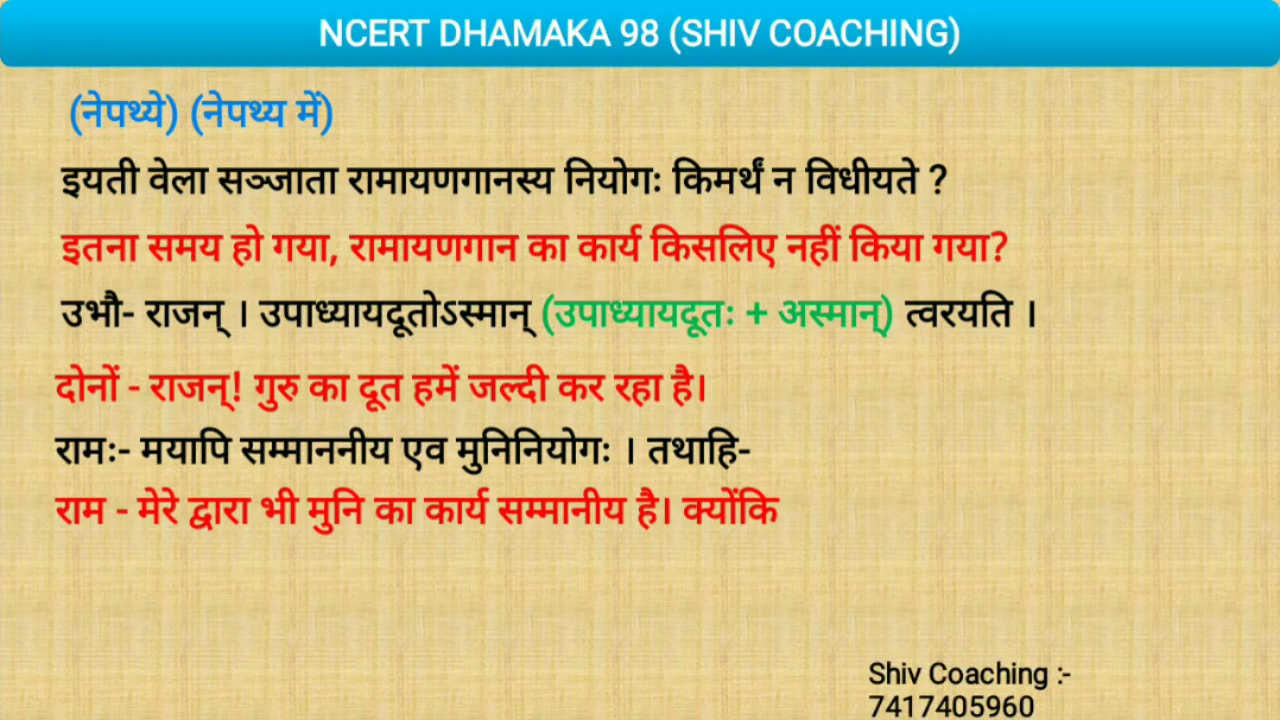 NCERT DHAMAKA 98 (SHIV COACHING)
(नेपथ्ये) (नेपथ्य में)
इयती वेला सञ्जाता रामायणगानस्य नियोगः किमर्थं न विधीयते ?
इतना समय हो गया, रामायणगान का कार्य किसलिए नहीं किया गया?
उभौ- राजन् । उपाध्यायदूतोऽस्मान् (उपाध्यायदूतः + अस्मान्) त्वरयति ।
दोनों - राजन्! गुरु का दूत हमें जल्दी कर रहा है।
रामः- मयापि सम्माननीय एव मुनिनियोगः । तथाहि-
राम - मेरे द्वारा भी मुनि का कार्य सम्मानीय है। क्योंकि
Shiv Coaching :-
7417405960